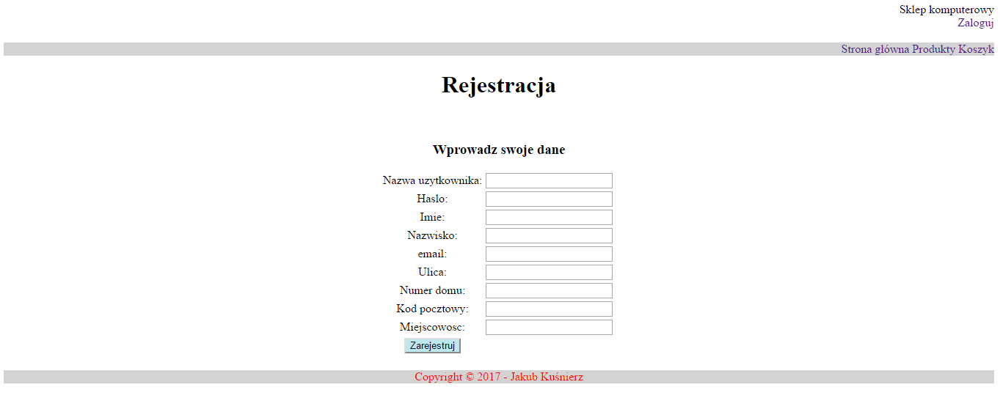 Sklep komputerowy
Zaloguj
Strona główna Produkty Koszyk
Rejestracja
Wprowadz swoje dane
Nazwa uzytkownika:
Haslo:
Imie:
Nazwisko:
email:
Ulica:
Numer domu:
Kod pocztowy:
Miejscowosc:
Zarejestruj
Copyright © 2017 - Jakub Kuśnierz